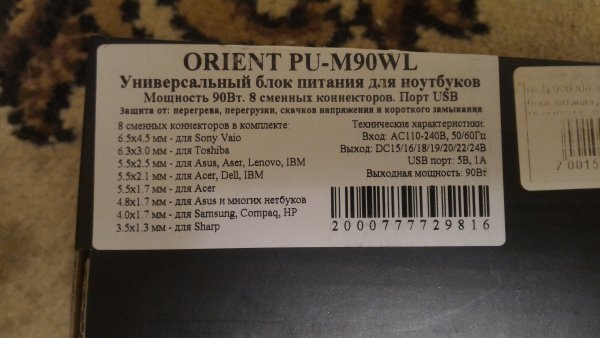 ORIENT PU-M90WL
Универсальный блок питания для ноутбуков
Мощность 90Вт. 8 сменных коннекторов. Порт USB
Защита от: перегрева, перегрузки, скачков напряжения и короткого замыкания
8 сменных коннекторов в комплекте:
6.5x4.5 мм - для Sony Vaio
6.3x3.0 мм - для Toshiba
5.5x2.5 мм - для Asus, Aser, Lenovo, IBM
5.5x2.1 мм - для Acer, Dell, IBM
5.5x1.7 мм - для Acer
4.8x1.7 мм - для Asus и многих нетбуков
4.0x1.7 мм - для Samsung, Compaq, HP
3.5x1.3 мм - для Sharp
Технические характеристики:
Вход: AC110-240В, 50/60Гц
Выход: DC15/16/18/19/20/22/24В
USB порт: 5В, 1А
Выходная мощность: 90Вт
2000777729816
20015